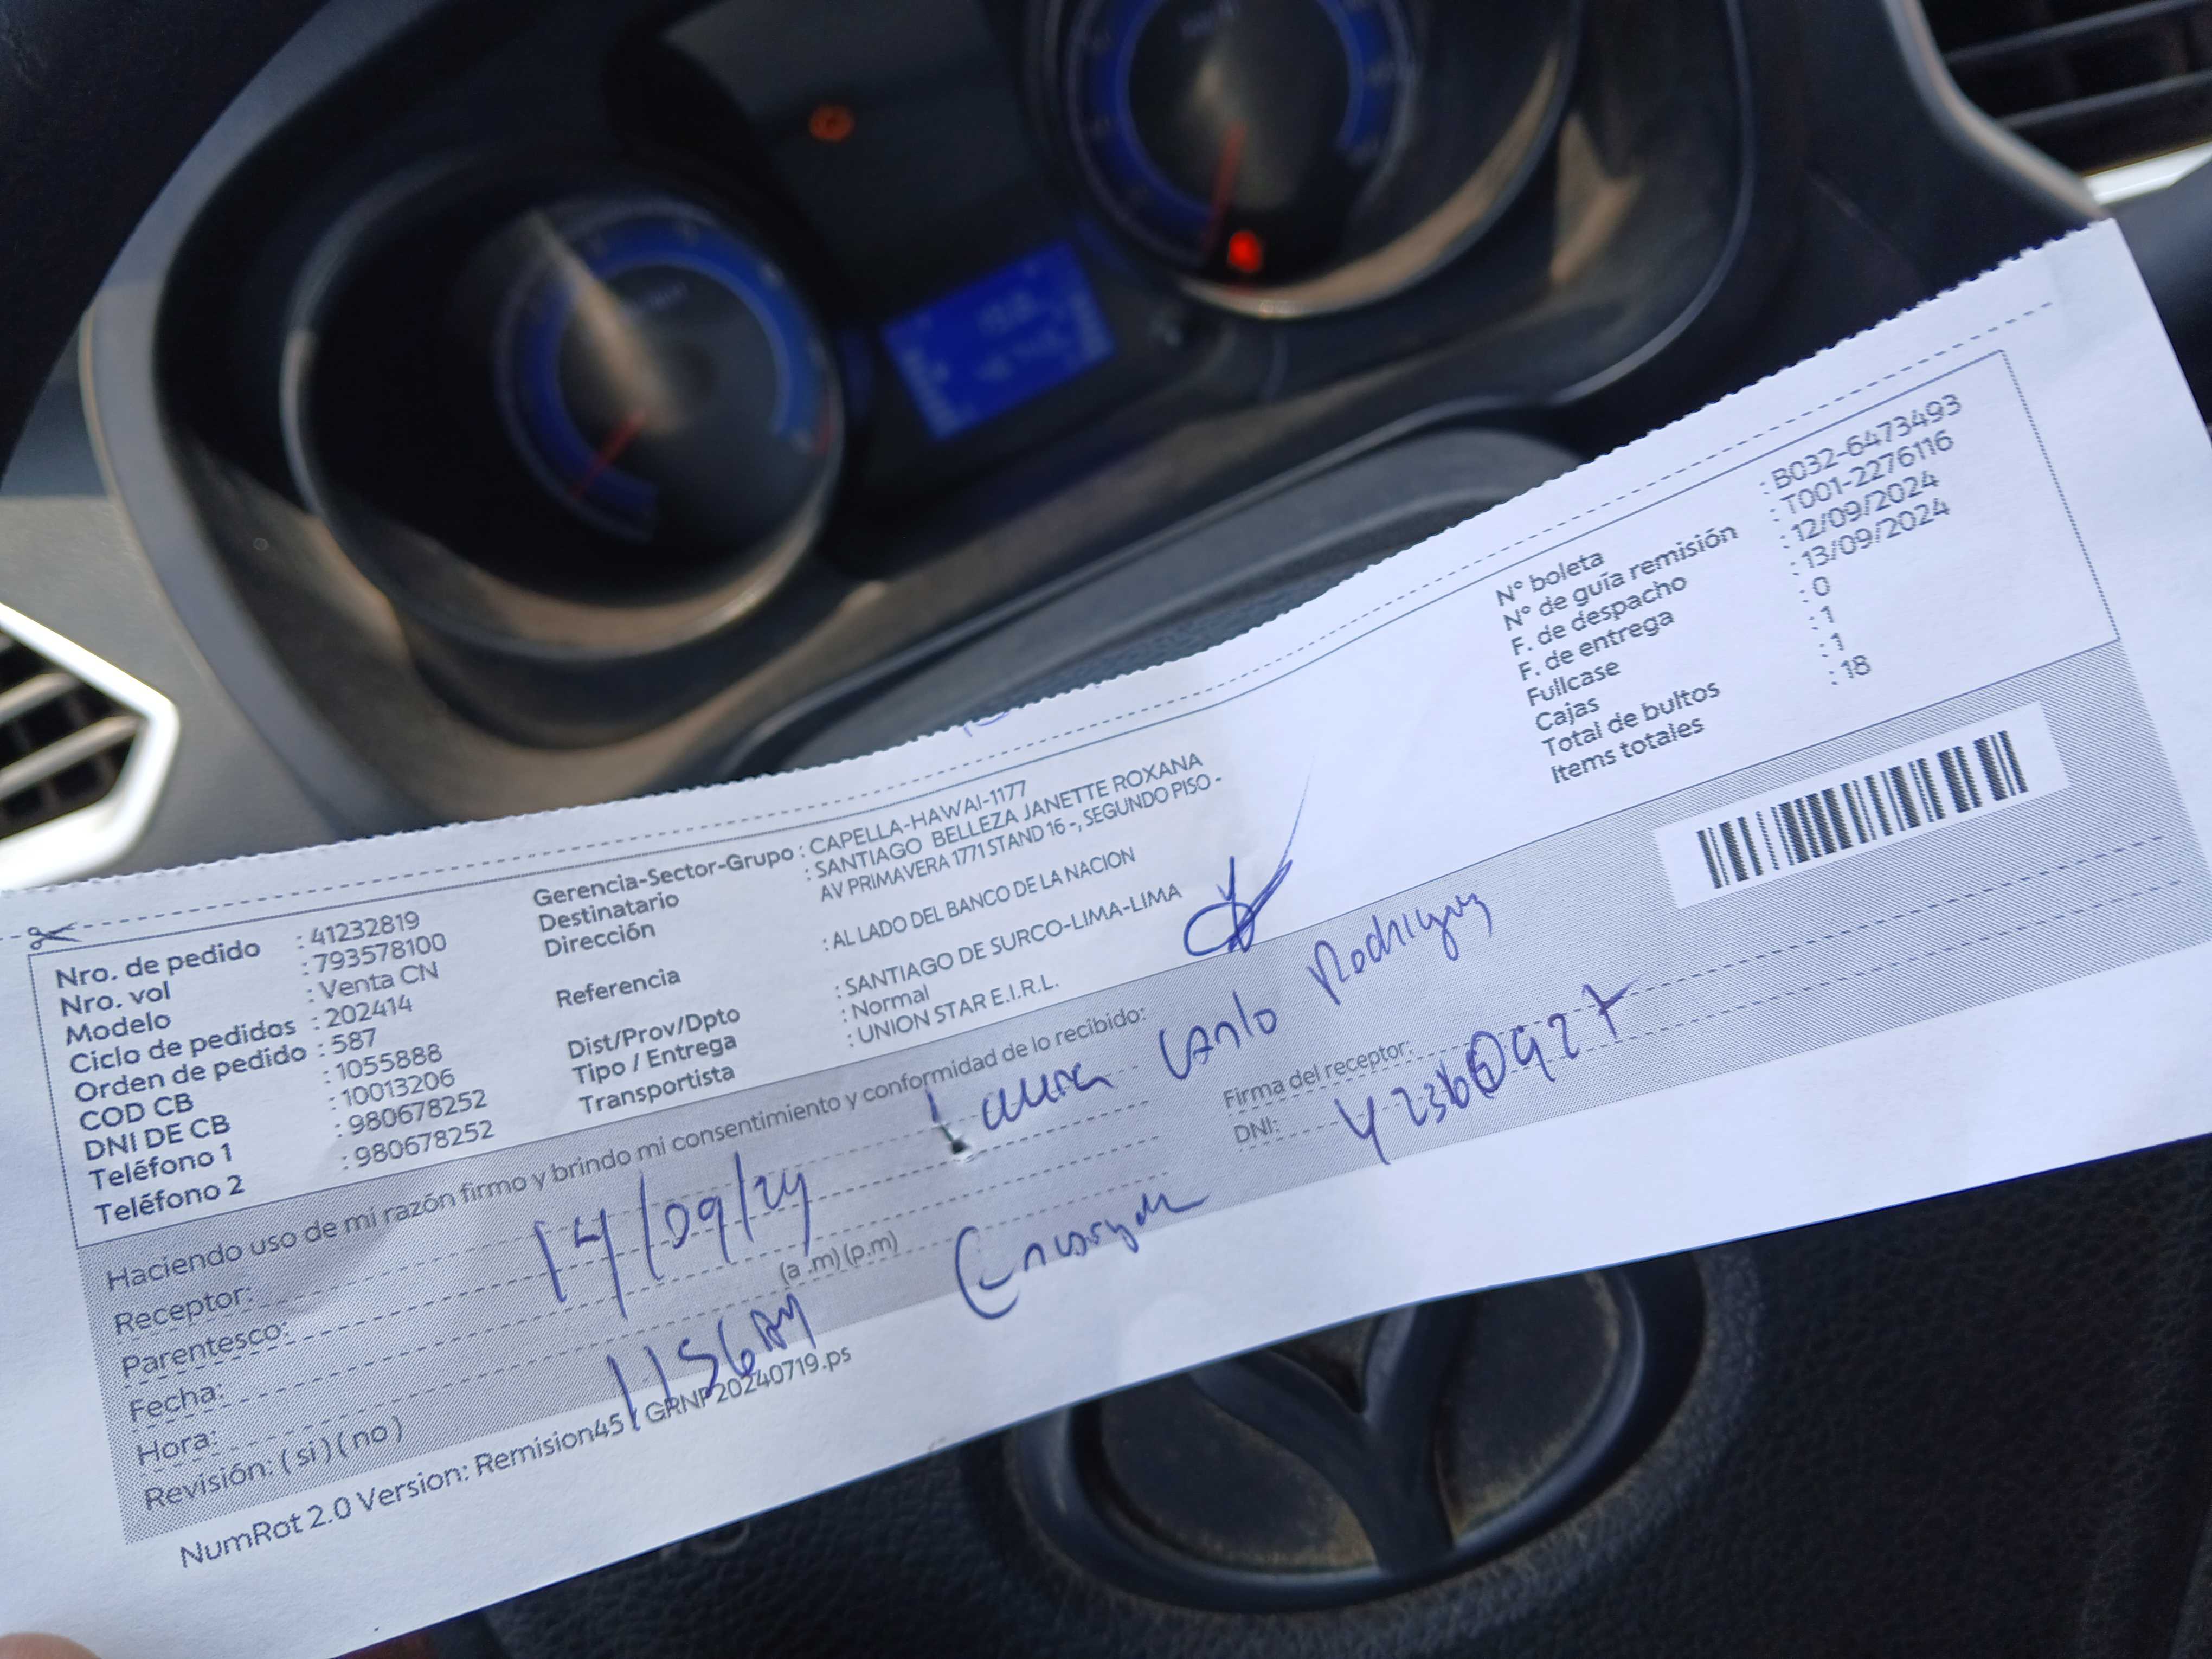 Nro. de pedido : 41232819
Nro. vol : 793578100
Modelo : Venta CN
Ciclo de pedidos : 202414
Orden de pedido : 587
COD CB : 1055888
DNI DE CB : 10013206
Teléfono 1 : 980678252
Teléfono 2 : 980678252
Gerencia-Sector-Grupo : CAPELLA-HAWAI-1177
Destinatario : SANTIAGO BELLEZA JANETTE ROXANA
Dirección AV PRIMAVERA 1771 STAND 16 -, SEGUNDO PISO -
Referencia : AL LADO DEL BANCO DE LA NACION
Dist/Prov/Dpto : SANTIAGO DE SURCO-LIMA-LIMA
Tipo / Entrega : Normal
Transportista : UNION STAR E.I.R.L.
N° boleta : B032-6473493
N° de guía remisión : T001-2276116
F. de despacho : 12/09/2024
F. de entrega : 13/09/2024
Fullcase : 0
Cajas : 1
Total de bultos : 1
Items totales : 18
Haciendo uso de mi razón firmo y brindo mi consentimiento y conformidad de lo recibido:
Receptor: Laura Rodriguez
Parentesco:
Fecha: 14/09/24
Hora: 1156 AM (a .m) (p.m)
Revisión: ( si ) ( no )
Firma del receptor:
DNI:
NumRot 2.0 Version: Remision45 / GRNP20240719.ps